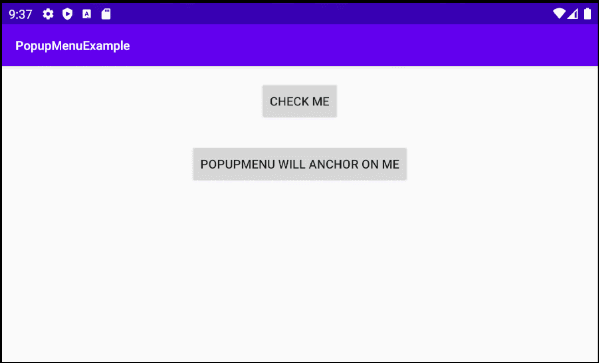 9:37
PopupMenuExample
CHECK ME
POPUPMENU WILL ANCHOR ON ME